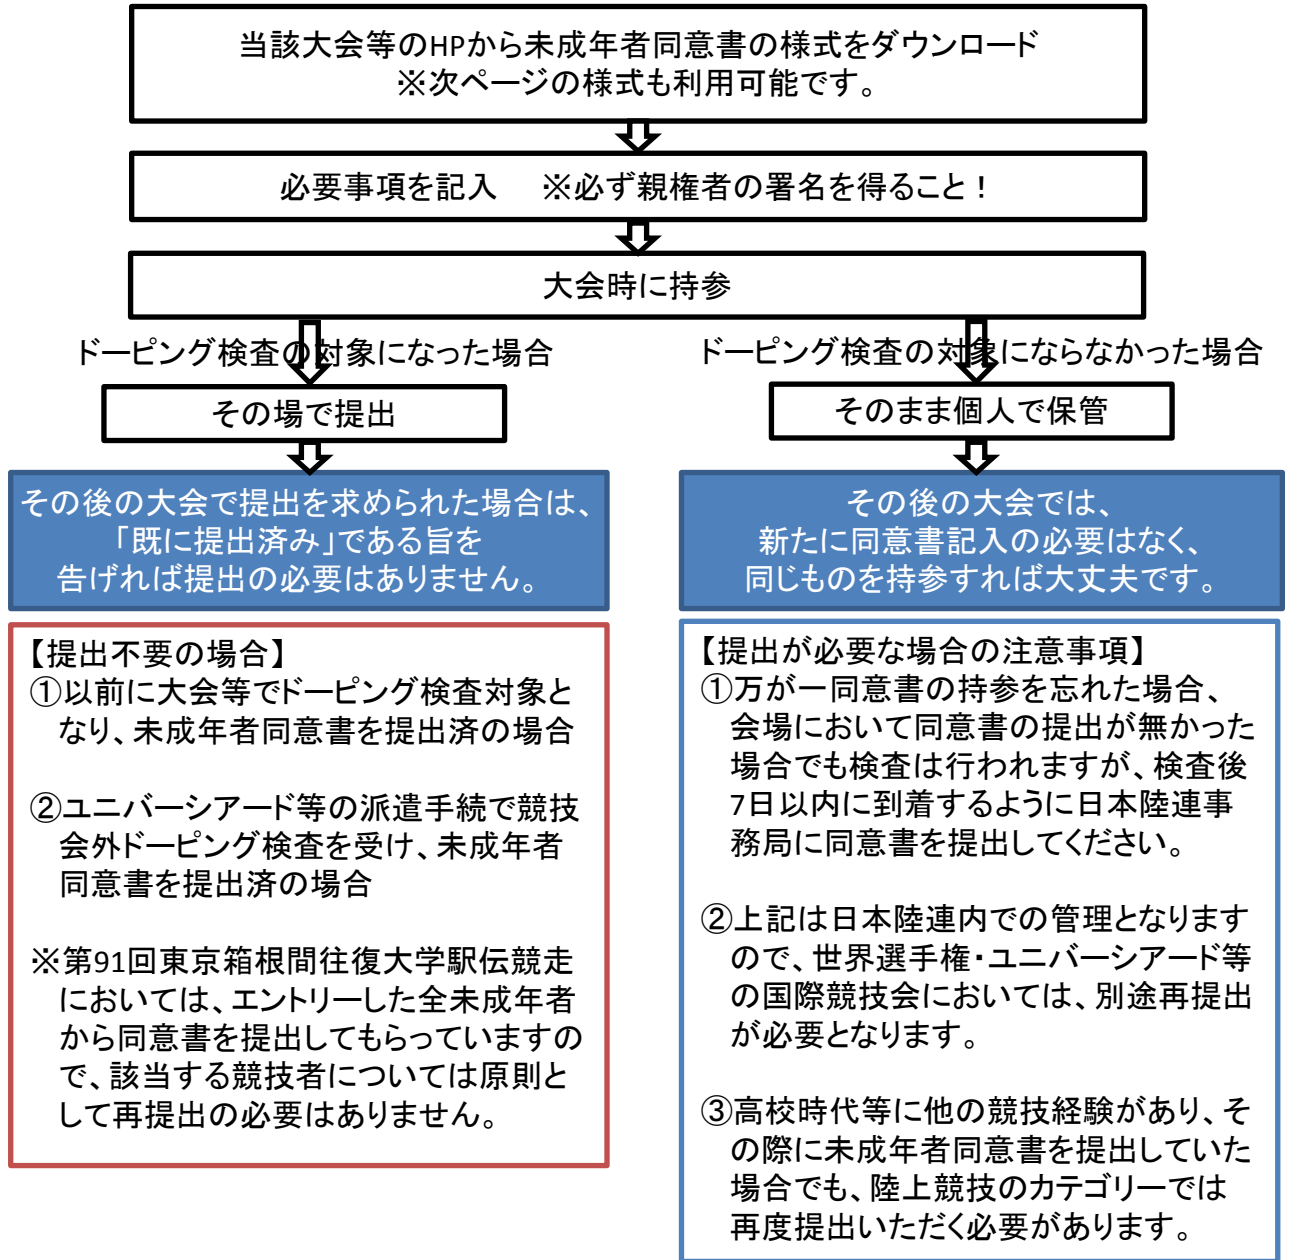 当該大会等のHPから未成年者同意書の様式をダウンロード
※次ページの様式も利用可能です。
必要事項を記入　※必ず親権者の署名を得ること！
大会時に持参
ドーピング検査の対象になった場合
その場で提出
その後の大会で提出を求められた場合は、
「既に提出済み」である旨を
告げれば提出の必要はありません。
【提出不要の場合】
①以前に大会等でドーピング検査対象と
なり、未成年者同意書を提出済の場合
②ユニバーシアード等の派遣手続で競技
会外ドーピング検査を受け、未成年者
同意書を提出済の場合
※第91回東京箱根間往復大学駅伝競走
においては、エントリーした全未成年者
から同意書を提出してもらっていますの
で、該当する競技者については原則と
して再提出の必要はありません。
ドーピング検査の対象にならなかった場合
そのまま個人で保管
その後の大会では、
新たに同意書記入の必要はなく、
同じものを持参すれば大丈夫です。
【提出が必要な場合の注意事項】
①万が一同意書の持参を忘れた場合、
会場において同意書の提出が無かった
場合でも検査は行われますが、検査後
7日以内に到着するように日本陸連事
務局に同意書を提出してください。
②上記は日本陸連内での管理となります
ので、世界選手権・ユニバーシアード等
の国際競技会においては、別途再提出
が必要となります。
③高校時代等に他の競技経験があり、そ
の際に未成年者同意書を提出していた
場合でも、陸上競技のカテゴリーでは
再度提出いただく必要があります。